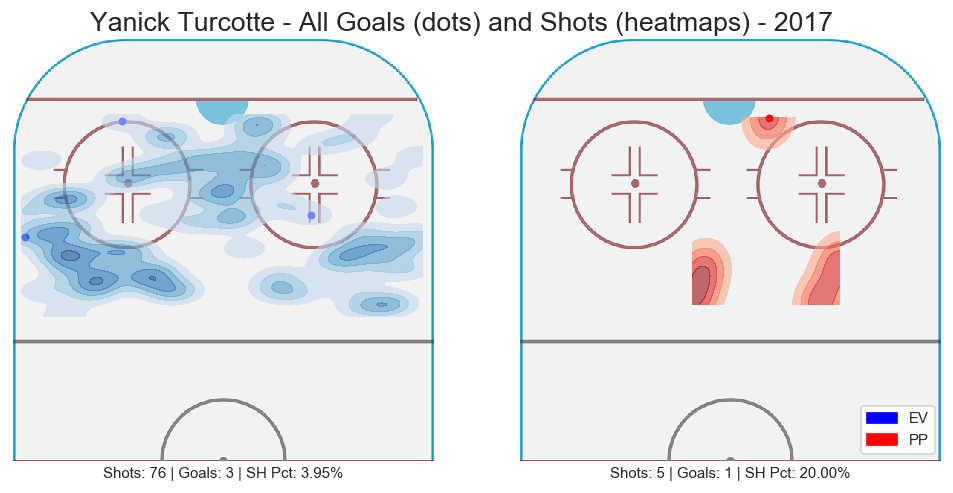 Yanick Turcotte - All Goals (dots) and Shots (heatmaps) - 2017
EV
PP
Shots: 76 | Goals: 3 | SH Pct: 3.95%
Shots: 5 | Goals: 1 | SH Pct: 20.00%